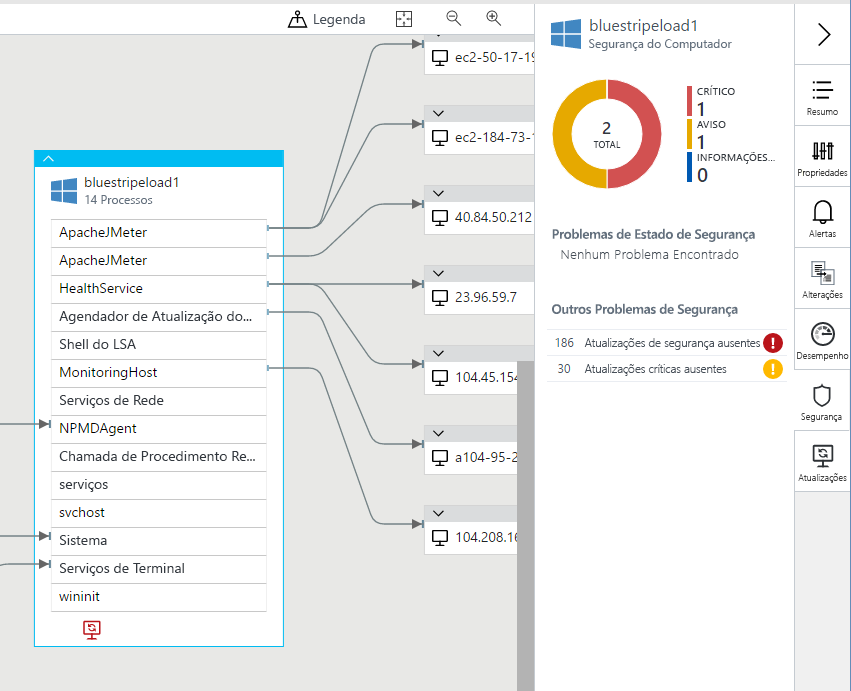 Legenda
bluestripeload1
14 Processos
ApacheJMeter
ApacheJMeter
HealthService
Agendador de Atualização do...
Shell do LSA
MonitoringHost
Serviços de Rede
NPMDAgent
Chamada de Procedimento Re...
serviços
svchost
Sistema
Serviços de Terminal
wininit
ec2-50-17-19
ec2-184-73-1
40.84.50.212
23.96.59.7
104.45.154
a104-95-2
104.208.16
bluestripeload1
Segurança do Computador
2
TOTAL
CRÍTICO
1
AVISO
1
INFORMAÇÕES...
0
Problemas de Estado de Segurança
Nenhum Problema Encontrado
Outros Problemas de Segurança
186 Atualizações de segurança ausentes
30 Atualizações críticas ausentes
Resumo
Propriedades
Alertas
Alterações
Desempenho
Segurança
Atualizações